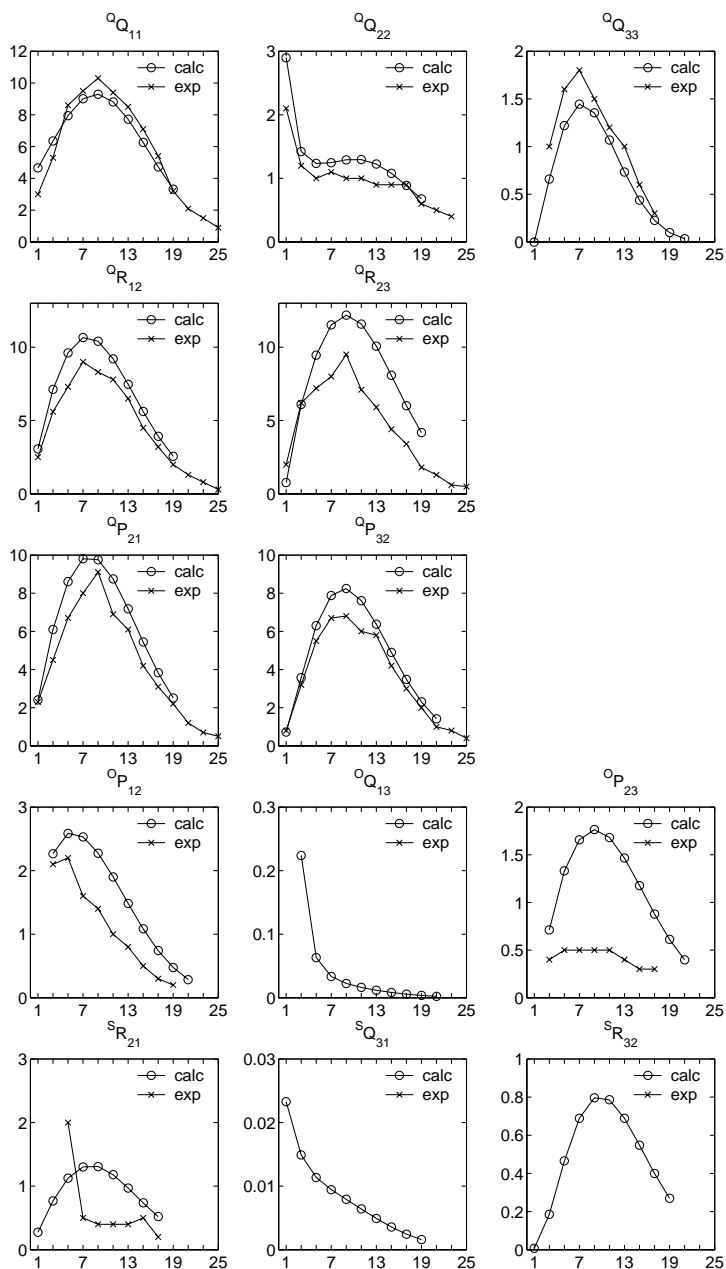 QQ11
QQ22
QQ33
12
10
8
6
4
2
0
calc
exp
1 7 13 19 25
3
2
1
0
calc
exp
1 7 13 19 25
2
1.5
1
0.5
0
calc
exp
1 7 13 19 25
QR12
QR23
10
5
0
calc
exp
1 7 13 19 25
10
5
0
calc
exp
1 7 13 19 25
QP21
QP32
10
8
6
4
2
0
calc
exp
1 7 13 19 25
10
8
6
4
2
0
calc
exp
1 7 13 19 25
OP12
OQ13
OP23
3
2
1
0
calc
exp
1 7 13 19 25
0.3
0.2
0.1
0
calc
exp
1 7 13 19 25
2
1.5
1
0.5
0
calc
exp
1 7 13 19 25
SR21
SQ31
SR32
3
2
1
0
calc
exp
1 7 13 19 25
0.03
0.02
0.01
0
calc
exp
1 7 13 19 25
1
0.8
0.6
0.4
0.2
0
calc
exp
1 7 13 19 25